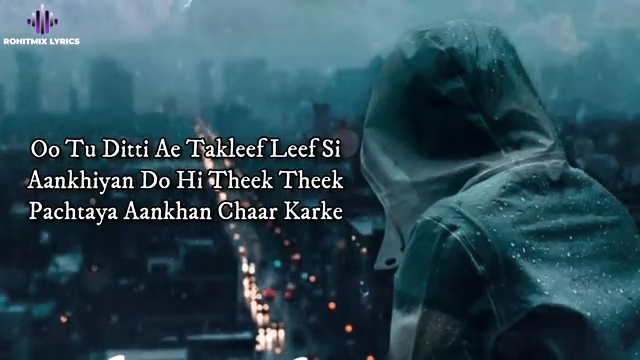 ROHITMIX LYRICS
Oo Tu Ditti Ae Takleef Leef Si
Aankhiyan Do Hi Theek Theek
Pachtaya Aankhan Chaar Karke